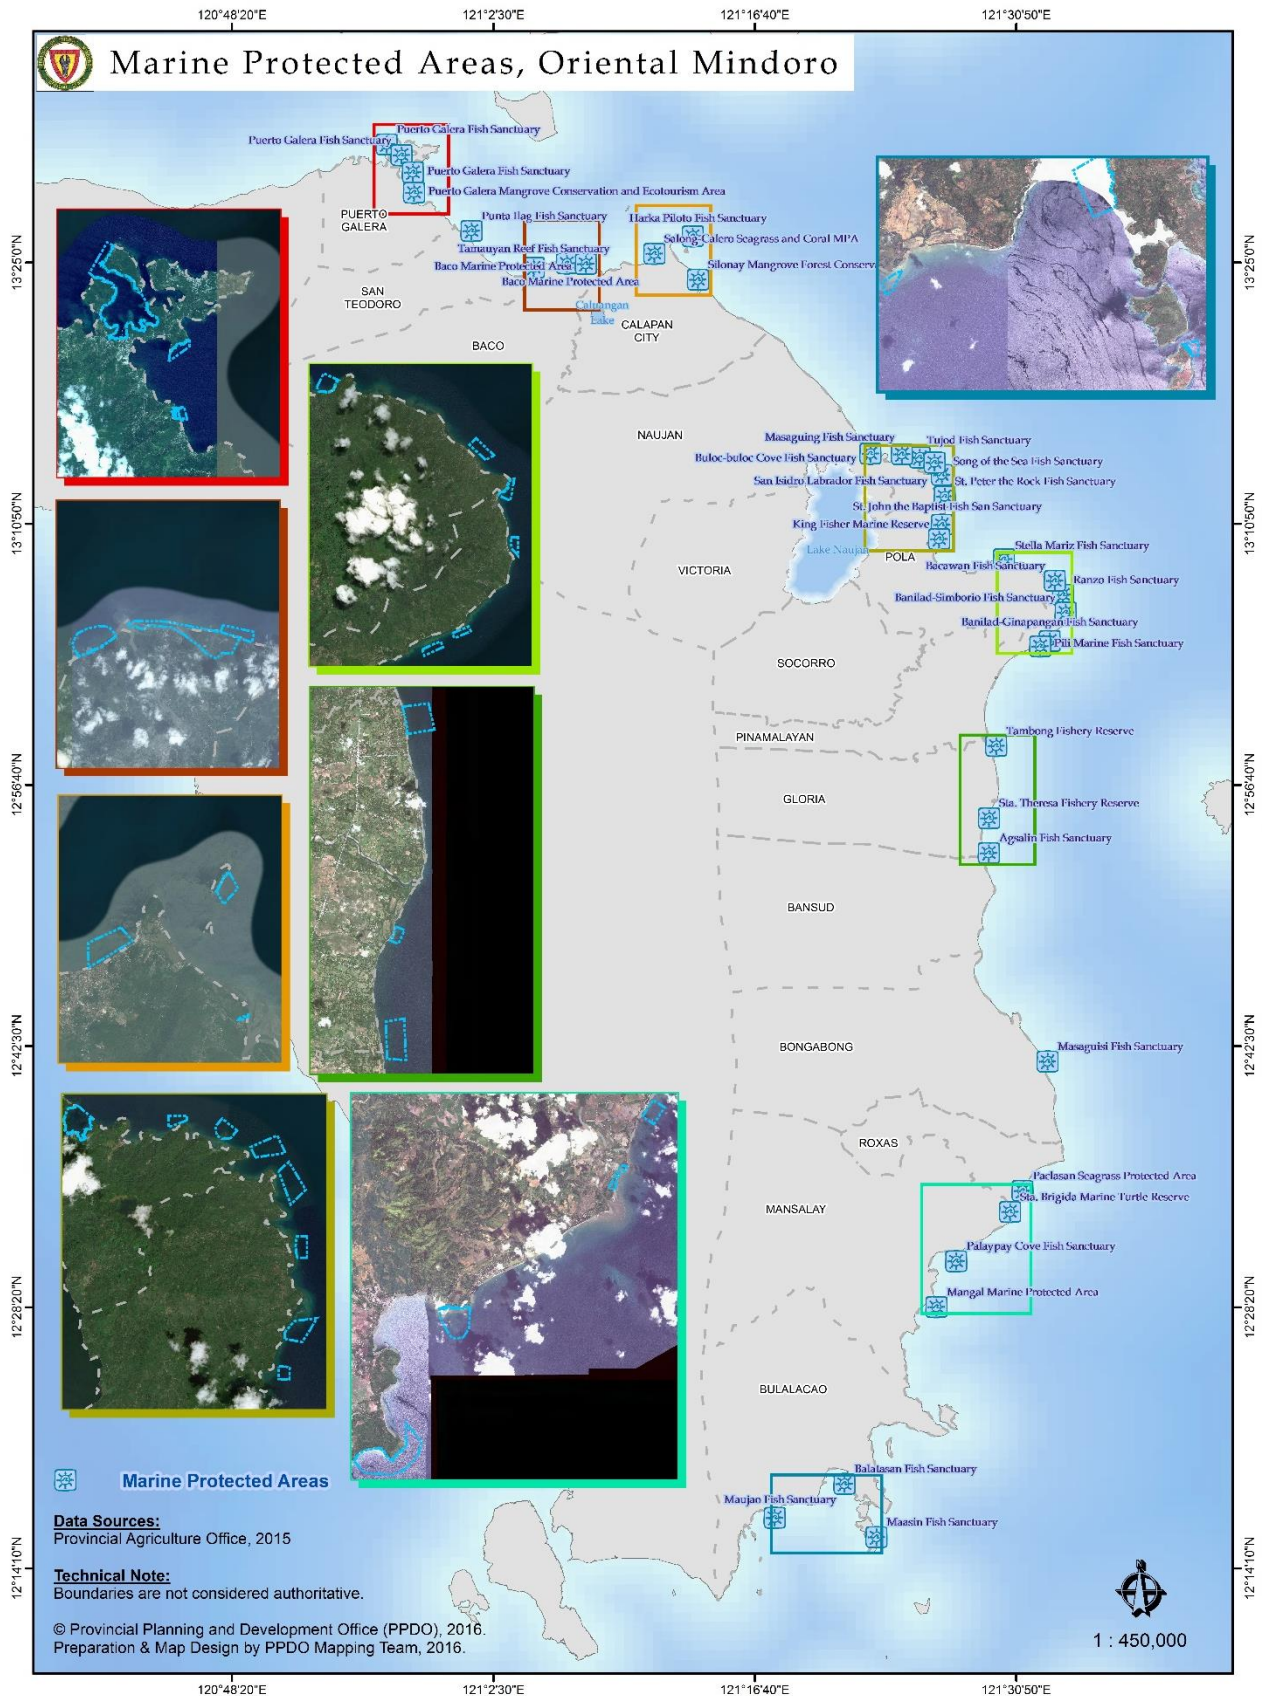 120°48'20"E
121°2'30"E
121°16'40"E
121°30'50"E
Marine Protected Areas, Oriental Mindoro
Puerto Galera Fish Sanctuary
Puerto Galera Fish Sanctuary
Puerto Galera Fish Sanctuary
Puerto Galera Mangrove Conservation and Ecotourism Area
PUERTO
GALERA
Punta Ilag Fish Sanctuary
Harka Piloto Fish Sanctuary
Tamauyan Reef Fish Sanctuary
Salong-Calero Seagrass and Coral MPA
Baco Marine Protected Area
Silonay Mangrove Forest Conserv
Baco Marine Protected Area
13°25'0"N
13°25'0"N
SAN
TEODORO
Caluangan
Lake
CALAPAN
CITY
BACO
NAUJAN
Masaguing Fish Sanctuary
Tujod Fish Sanctuary
Buloc-buloc Cove Fish Sanctuary
Song of the Sea Fish Sanctuary
San Isidro Labrador Fish Sanctuary
St. Peter the Rock Fish Sanctuary
St. John the Baptist Fish San Sanctuary
King Fisher Marine Reserve
13°10'50"N
13°10'50"N
Lake Naujan
POLA
Stella Mariz Fish Sanctuary
Bacawan Fish Sanctuary
VICTORIA
Ranzo Fish Sanctuary
Banilad-Simborio Fish Sanctuary
Banilad-Ginapangan Fish Sanctuary
Pili Marine Fish Sanctuary
SOCORRO
PINAMALAYAN
Tambong Fishery Reserve
12°56'40"N
12°56'40"N
GLORIA
Sta. Theresa Fishery Reserve
Agsalin Fish Sanctuary
BANSUD
12°42'30"N
12°42'30"N
BONGABONG
Masaguisi Fish Sanctuary
ROXAS
Paclasan Seagrass Protected Area
Sta. Brigida Marine Turtle Reserve
MANSALAY
Palaypay Cove Fish Sanctuary
Mangal Marine Protected Area
12°28'20"N
12°28'20"N
BULALACAO
Balatasan Fish Sanctuary
Maujao Fish Sanctuary
Maasin Fish Sanctuary
Marine Protected Areas
Data Sources:
Provincial Agriculture Office, 2015
12°14'10"N
12°14'10"N
Technical Note:
Boundaries are not considered authoritative.
© Provincial Planning and Development Office (PPDO), 2016.
Preparation & Map Design by PPDO Mapping Team, 2016.
1 : 450,000
120°48'20"E
121°2'30"E
121°16'40"E
121°30'50"E